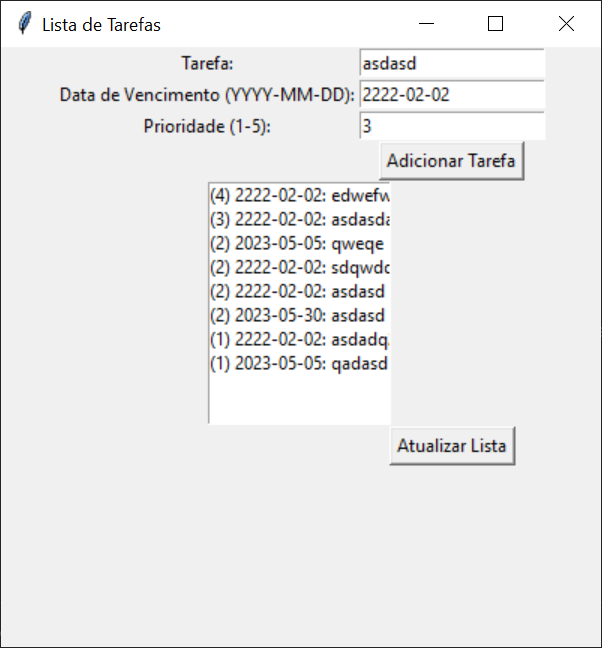 Lista de Tarefas
Tarefa: asdasd
Data de Vencimento (YYYY-MM-DD): 2222-02-02
Prioridade (1-5): 3
Adicionar Tarefa
(4) 2222-02-02: edwefw
(3) 2222-02-02: asdasda
(2) 2023-05-05: qweqe
(2) 2222-02-02: sdqwdc
(2) 2222-02-02: asdasd
(2) 2023-05-30: asdasd
(1) 2222-02-02: asdadq
(1) 2023-05-05: qadasd
Atualizar Lista